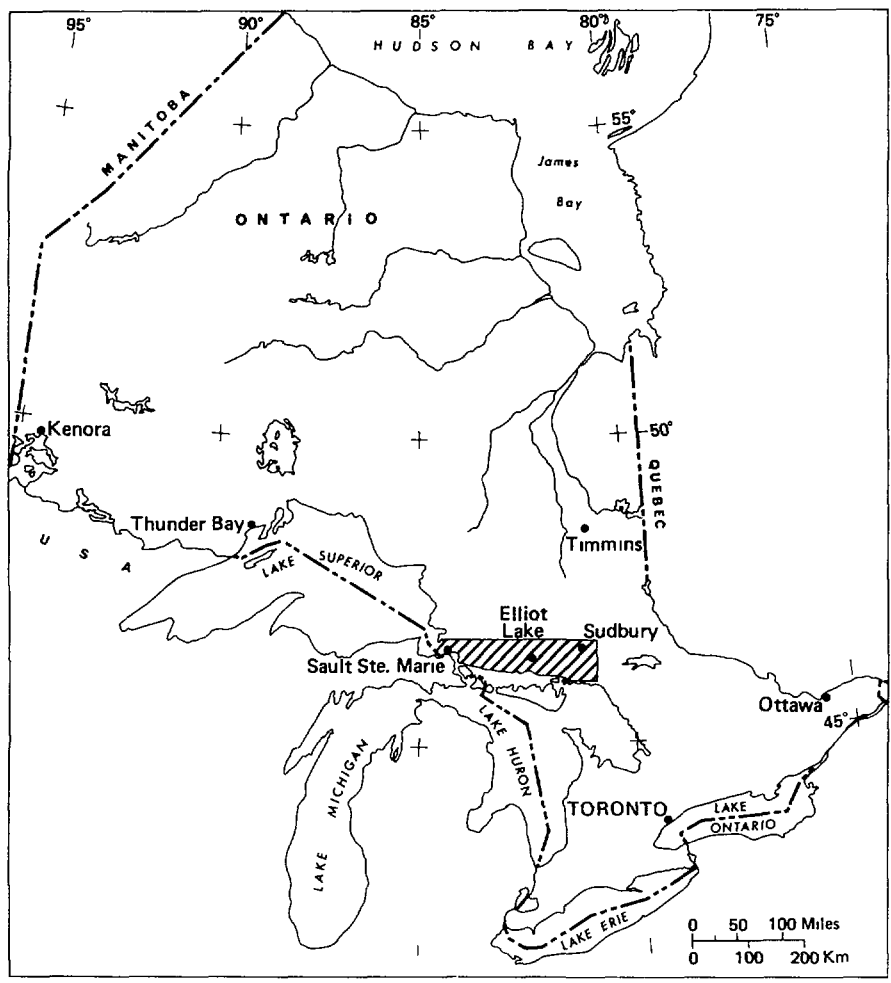 95° 90° 85° 80° 75°
HUDSON BAY
MANITOBA
55°
James
Bay
ONTARIO
Kenora
50°
QUEBEC
Thunder Bay
Timmins
USA
LAKE SUPERIOR
Elliot
Lake
Sudbury
Sault Ste. Marie
Ottawa
45°
LAKE HURON
LAKE MICHIGAN
TORONTO
LAKE
ONTARIO
LAKE ERIE
0 50 100 Miles
0 100 200 Km